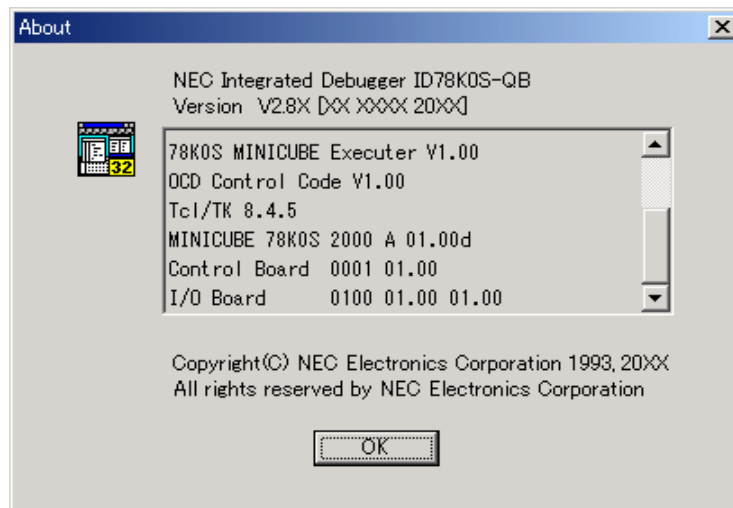 About
NEC Integrated Debugger ID78K0S-QB
Version V2.8X [XX XXXX 20XX]
32
78K0S MINICUBE Executer V1.00
OCD Control Code V1.00
Tcl/TK 8.4.5
MINICUBE 78K0S 2000 A 01.00d
Control Board 0001 01.00
I/O Board 0100 01.00 01.00
Copyright(C) NEC Electronics Corporation 1993, 20XX
All rights reserved by NEC Electronics Corporation
OK